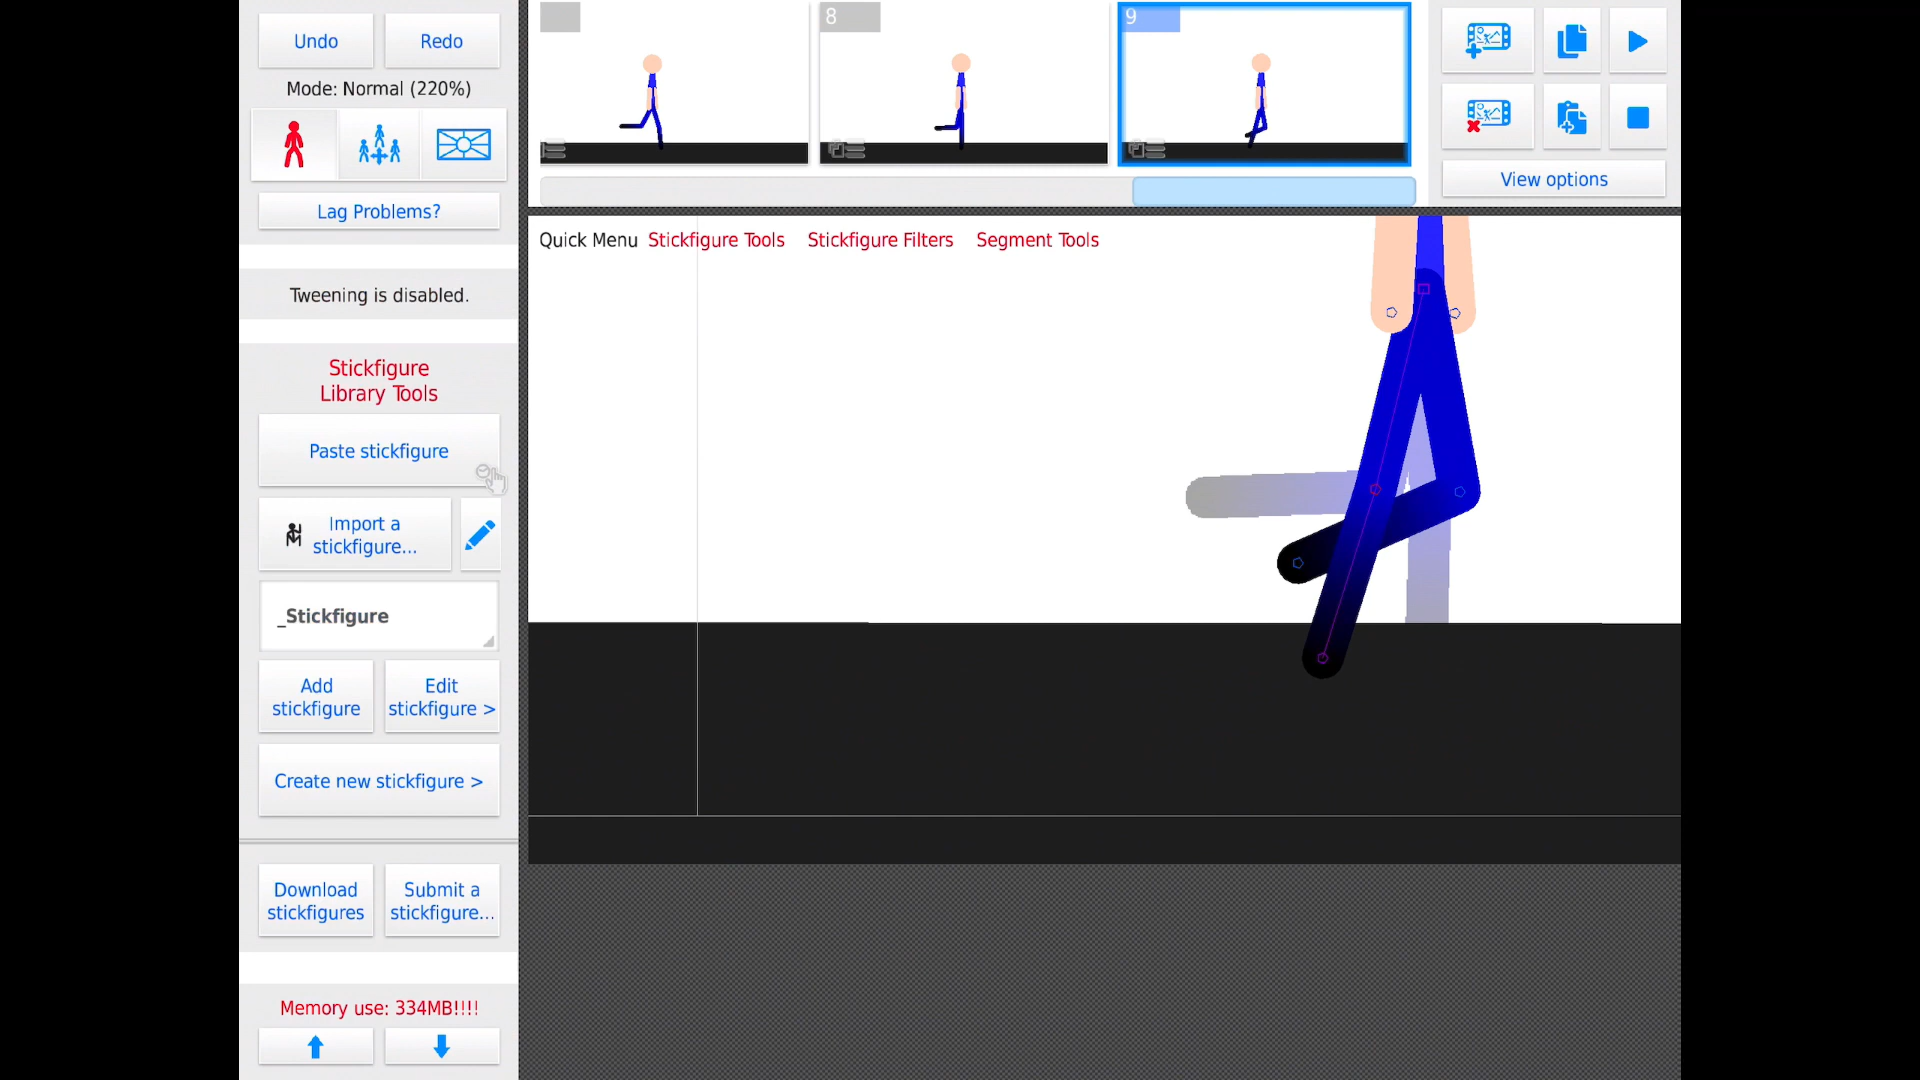 Undo
Redo
Mode: Normal (220%)
Lag Problems?
Tweening is disabled.
Stickfigure
Library Tools
Paste stickfigure
Import a
stickfigure...
_Stickfigure
Add
stickfigure
Edit
stickfigure >
Create new stickfigure >
Download
stickfigures
Submit a
stickfigure...
Memory use: 334MB!!!!
8
9
View options
Quick Menu
Stickfigure Tools
Stickfigure Filters
Segment Tools